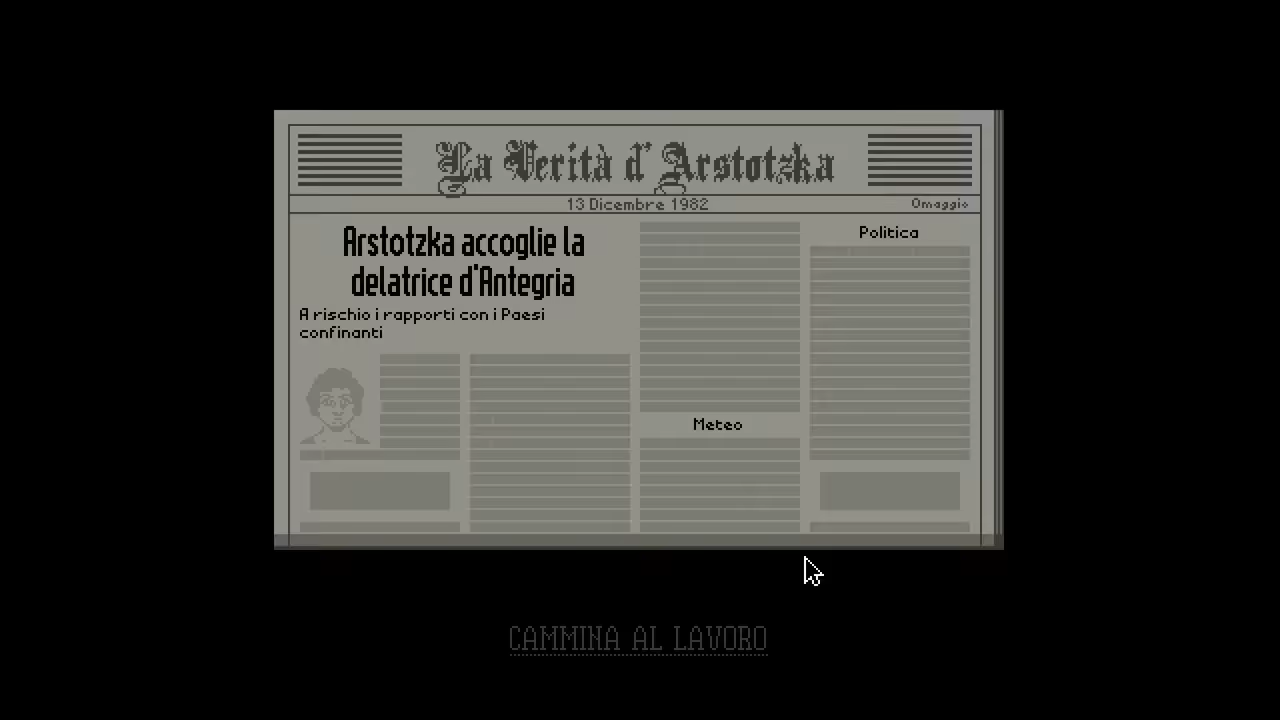 La Verità d'Arstotzka
13 Dicembre 1982
Omaggio
Arstotzka accoglie la
delatrice d'Antegria
A rischio i rapporti con i Paesi
confinanti
Meteo
Politica
CAMMINA AL LAVORO